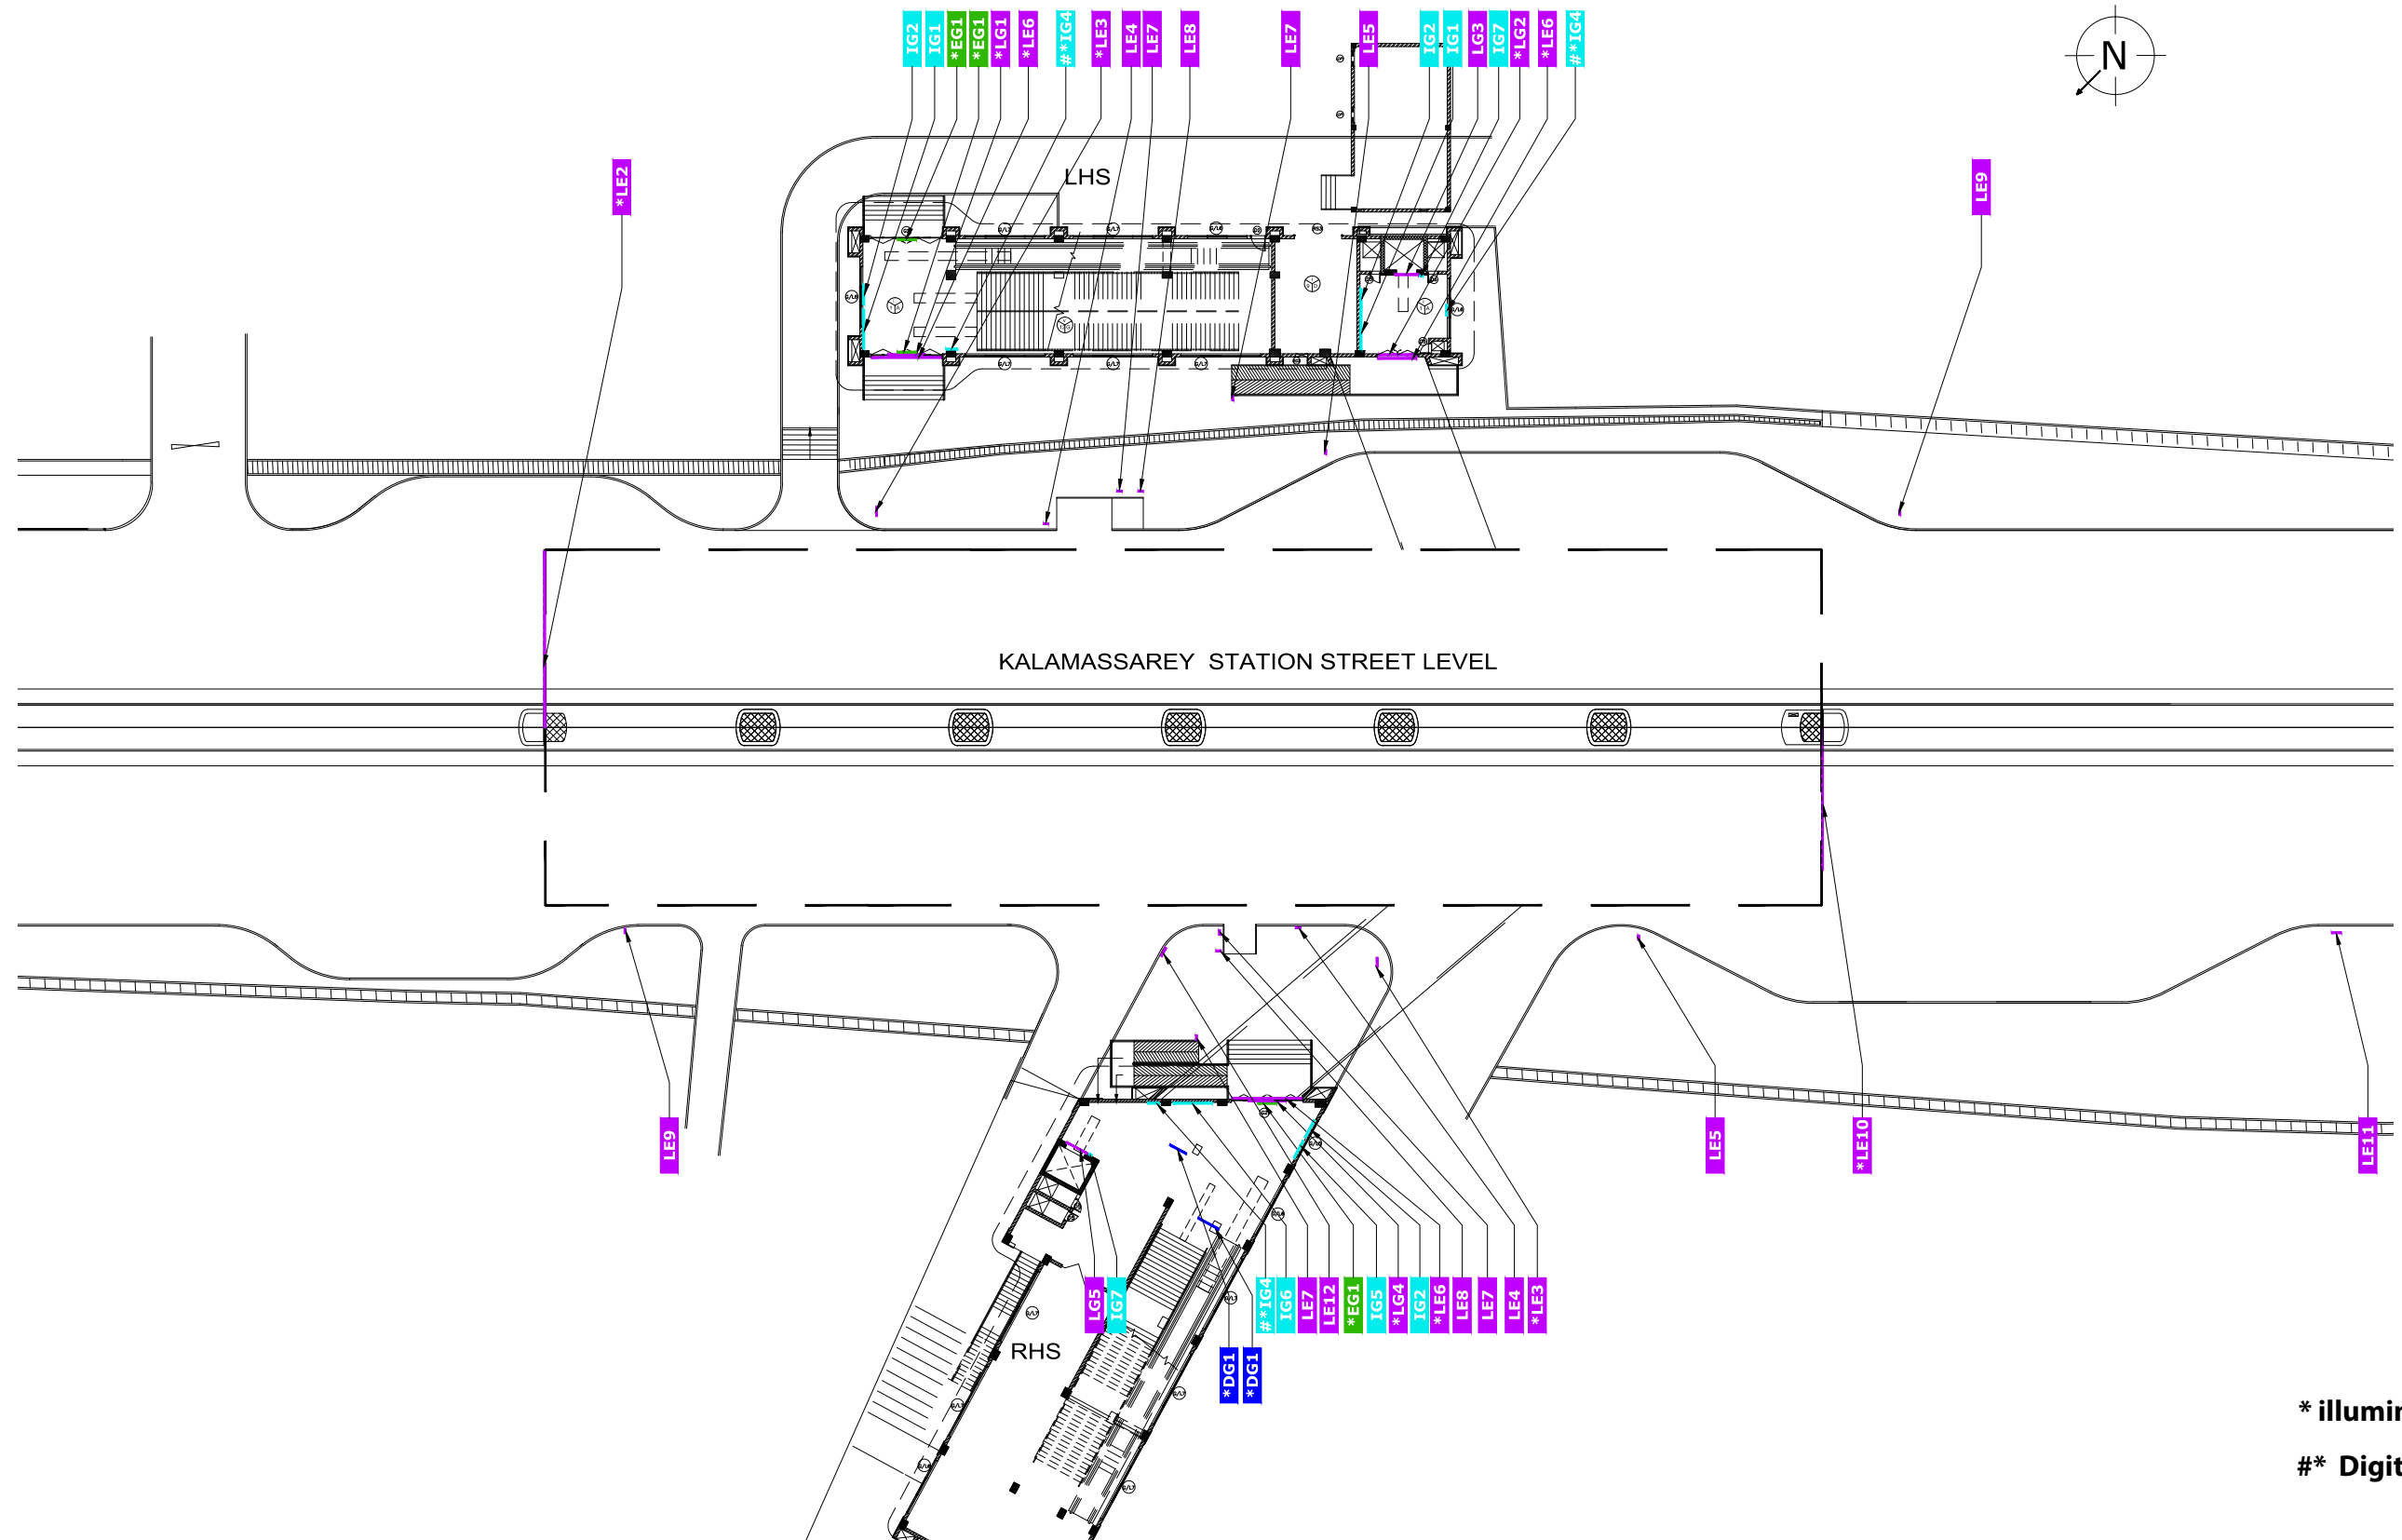 IG2
IG1
*EG1
*EG1
*LG1
*LE6
#*IG4
*LE3
LE4
LE7
LE8
LE7
LE5
IG2
IG1
LG3
IG7
*LG2
*LE6
#*IG4
N
*LE2
LE9
LHS
KALAMASSAREY STATION STREET LEVEL
LE9
LE5
*LE10
LE11
LG5
IG7
#*IG4
IG6
LE7
LE12
*EG1
IG5
*LG4
IG2
*LE6
LE8
LE7
LE4
*LE3
RHS
*DG1
*DG1
* illumin
#* Digit